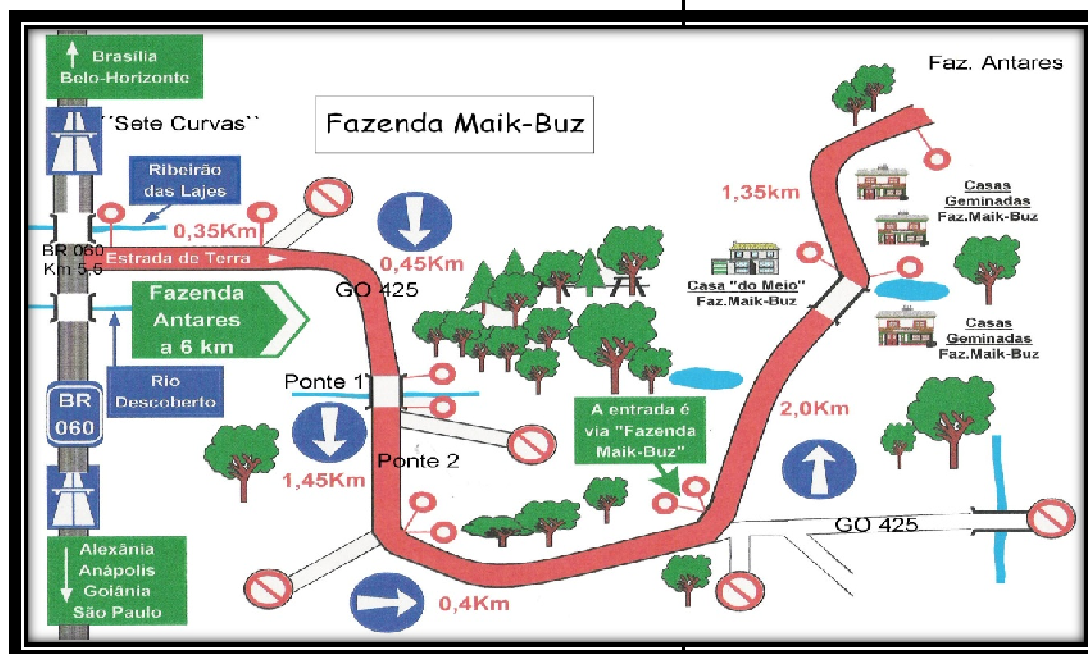 Brasília
Belo-Horizonte
´´Sete Curvas``
Fazenda Maik-Buz
Faz. Antares
Ribeirão
das Lajes
0,35Km
BR 060
Km 5,5
Estrada de Terra
0,45Km
GO 425
Fazenda
Antares
a 6 km
Rio
Descoberto
BR
060
Ponte 1
1,45Km
Ponte 2
Alexânia
Anápolis
Goiânia
São Paulo
0,4Km
A entrada é
via "Fazenda
Maik-Buz"
2,0Km
GO 425
1,35km
Casas
Geminadas
Faz.Maik-Buz
Casa "do Meio"
Faz.Maik-Buz
Casas
Geminadas
Faz.Maik-Buz